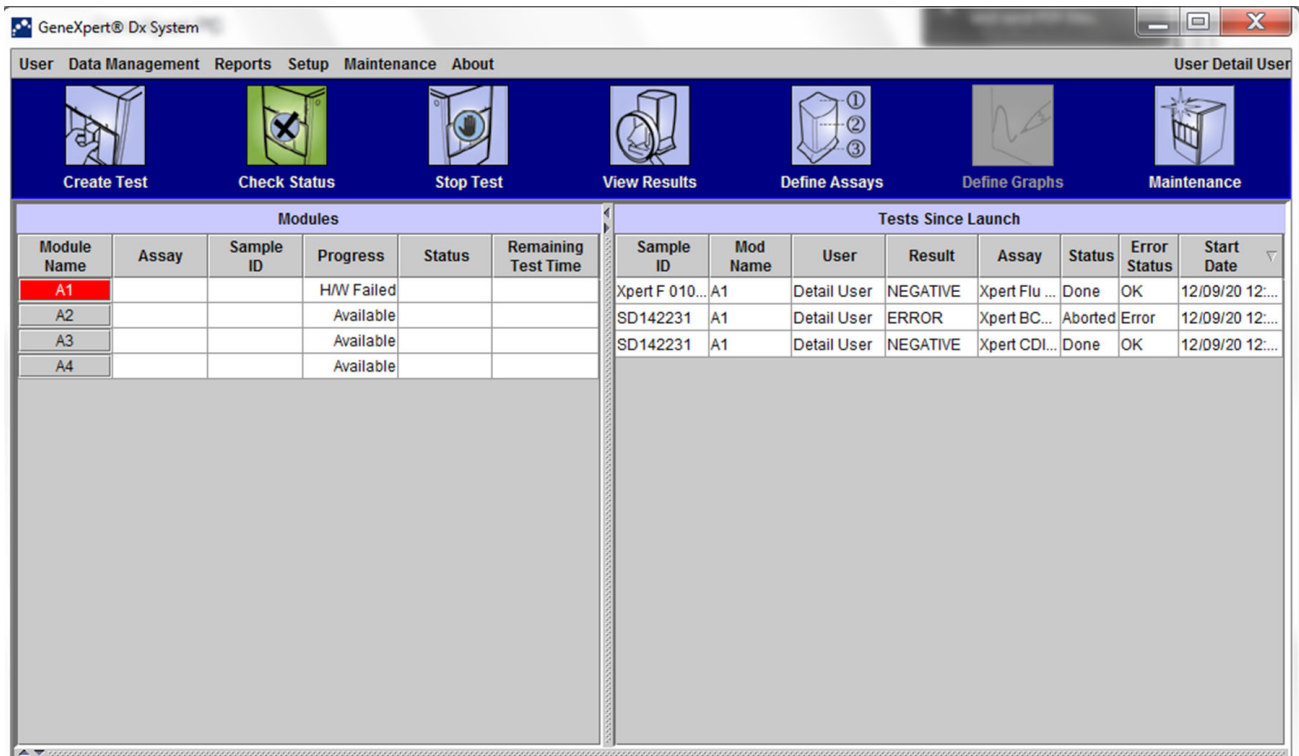 GeneXpert® Dx System
User Data Management Reports Setup Maintenance About User Detail User
① ② ③
Create Test Check Status Stop Test View Results Define Assays Define Graphs Maintenance
Modules
Module Name Assay Sample ID Progress Status Remaining Test Time
A1 H/W Failed
A2 Available
A3 Available
A4 Available
Tests Since Launch
Sample ID Mod Name User Result Assay Status Error Status Start Date
Xpert F 010... A1 Detail User NEGATIVE Xpert Flu ... Done OK 12/09/20 12:...
SD142231 A1 Detail User ERROR Xpert BC... Aborted Error 12/09/20 12:...
SD142231 A1 Detail User NEGATIVE Xpert CDI... Done OK 12/09/20 12:...